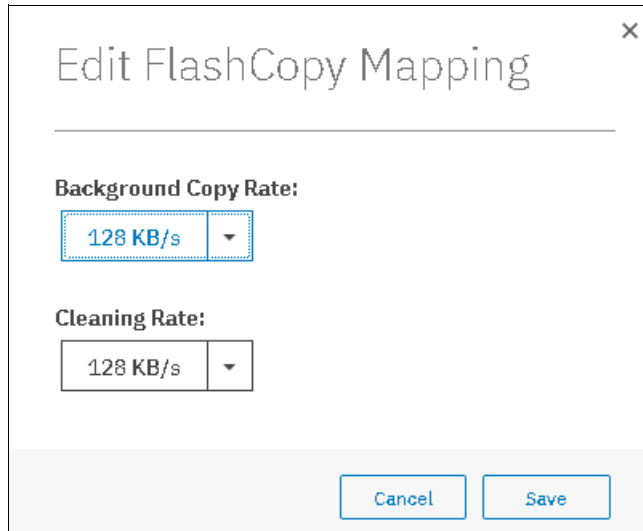 Edit FlashCopy Mapping
Background Copy Rate:
128 KB/s
Cleaning Rate:
128 KB/s
Cancel Save